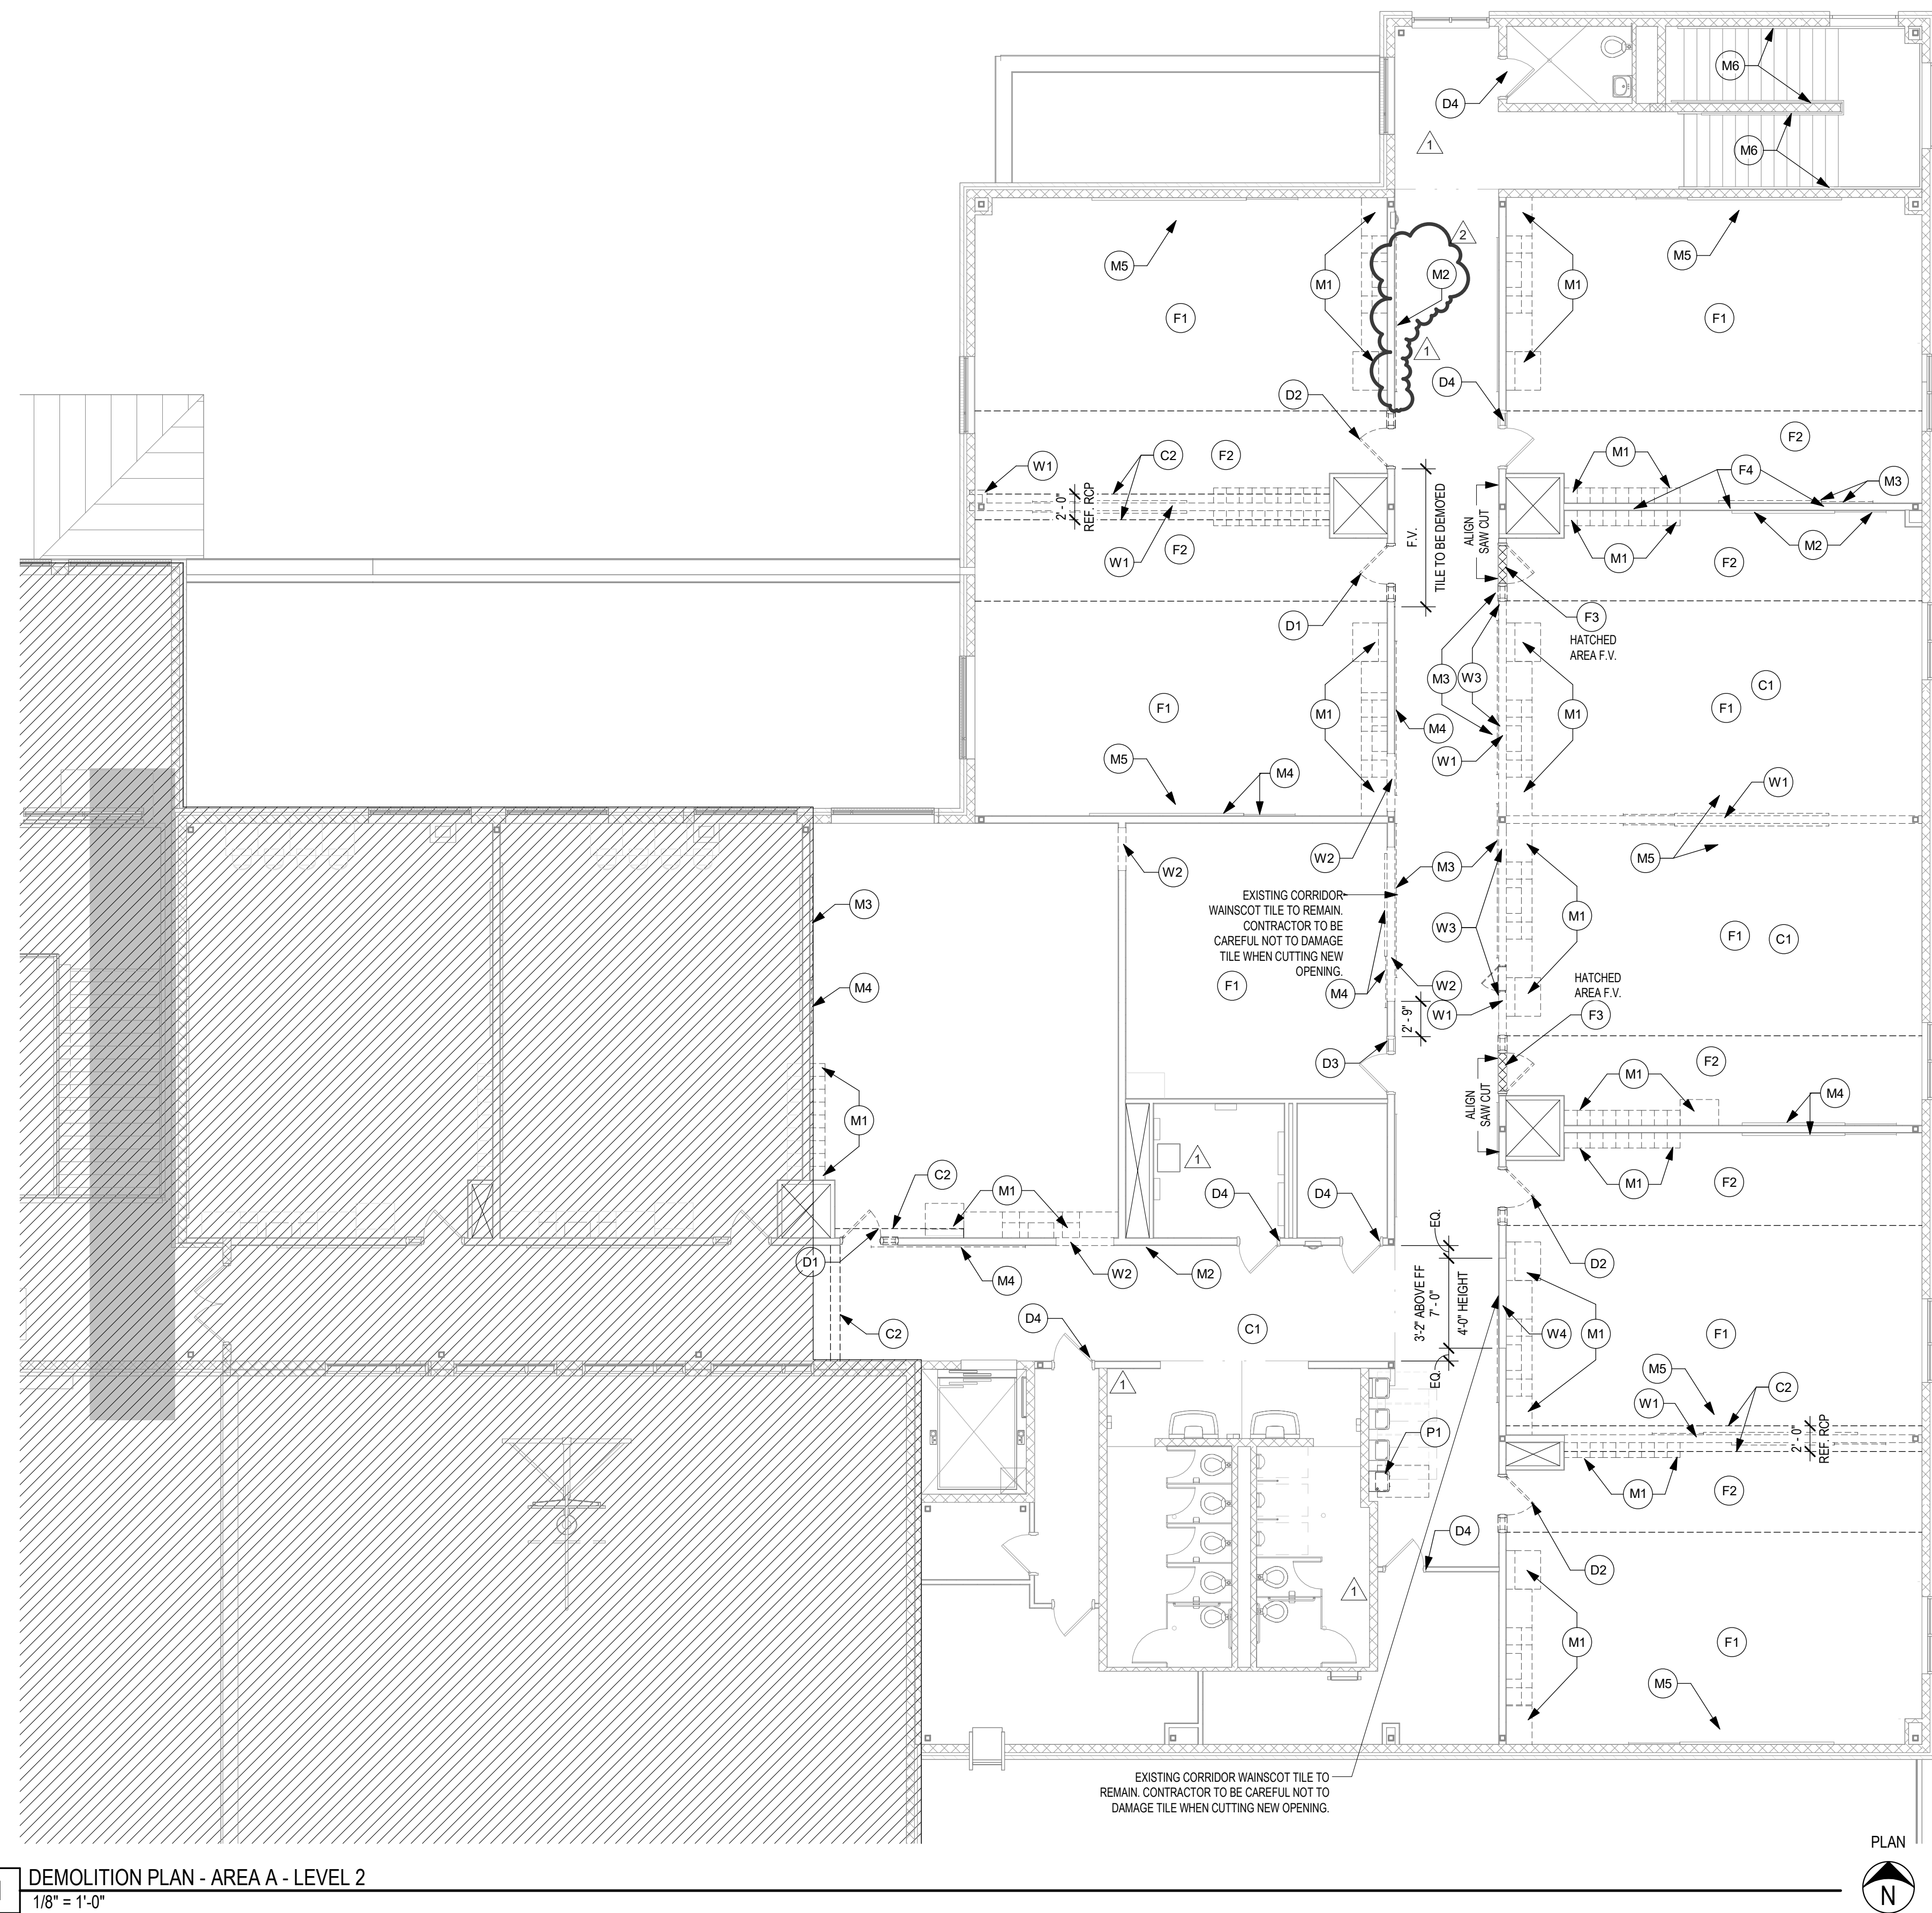 M6
D4
1
M6
2
M5
M1
M2
M1
M5
F1
F1
1
D4
D2
F2
M1
F4
M3
C2
F2
W1
2' - 0"
REF. RCP
F.V.
TILE TO BE DEMO'ED
ALIGN
SAW CUT
M2
F2
W1
F2
D1
F3
HATCHED
AREA F.V.
M3
W3
C1
F1
M1
M1
F1
M4
W1
M5
M4
W1
W2
M3
M5
W2
EXISTING CORRIDOR
WAINSCOT TILE TO REMAIN.
CONTRACTOR TO BE
CAREFUL NOT TO DAMAGE
TILE WHEN CUTTING NEW
OPENING.
M3
M1
W3
F1
C1
F1
M4
W2
HATCHED
AREA F.V.
M4
W1
2' - 9"
F3
D3
F2
M1
M4
ALIGN
SAW CUT
M1
1
C2
M1
D4
D4
M1
F2
EQ.
D1
M4
W2
M2
D2
3'-2" ABOVE FF
7' - 0"
4'-0" HEIGHT
D4
C2
C1
W4
M1
F1
EQ.
1
M5
C2
W1
2' - 0"
REF. RCP
P1
M1
F2
D4
D2
1
M1
F1
M5
EXISTING CORRIDOR WAINSCOT TILE TO
REMAIN. CONTRACTOR TO BE CAREFUL NOT TO
DAMAGE TILE WHEN CUTTING NEW OPENING.
PLAN
N
DEMOLITION PLAN - AREA A - LEVEL 2
1/8" = 1'-0"